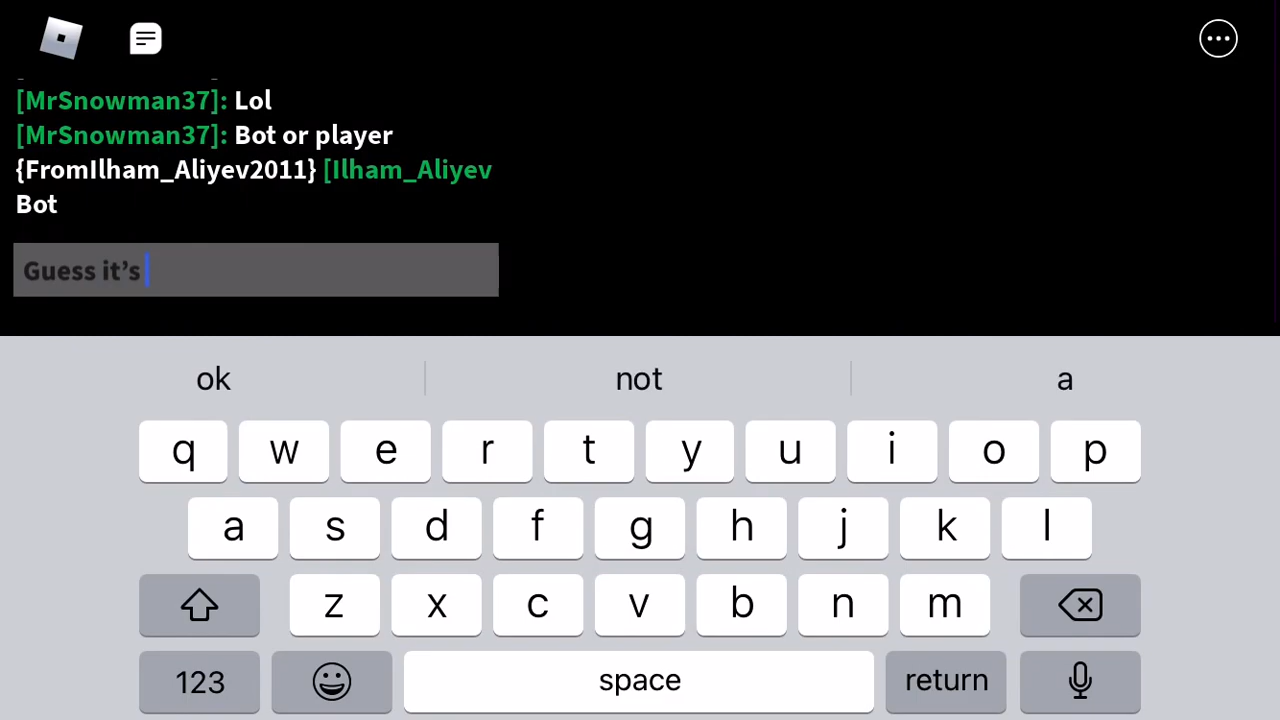 [MrSnowman37]: Lol
[MrSnowman37]: Bot or player
{FromIlham_Aliyev2011} [Ilham_Aliyev
Bot
Guess it’s
ok not a
q w e r t y u i o p
a s d f g h j k l
z x c v b n m
123 space return